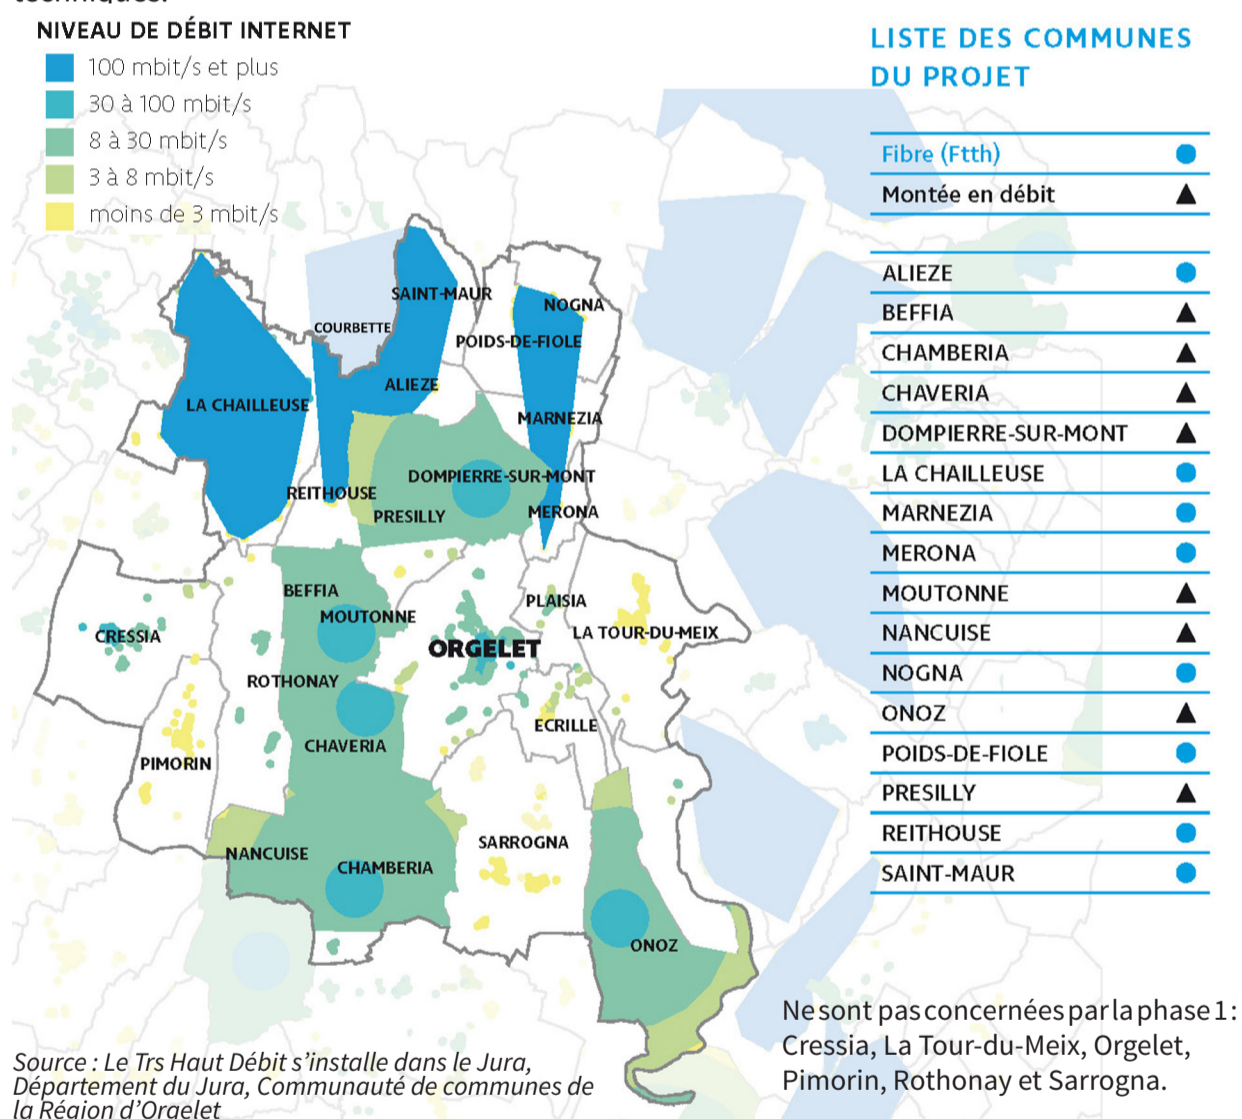 techniques.
NIVEAU DE DÉBIT INTERNET
100 mbit/s et plus
30 à 100 mbit/s
8 à 30 mbit/s
3 à 8 mbit/s
moins de 3 mbit/s
LISTE DES COMMUNES
DU PROJET
Fibre (Ftth) ●
Montée en débit ▲
ALIEZE ●
BEFFIA ▲
CHAMBERIA ▲
CHAVERIA ▲
DOMPIERRE-SUR-MONT ▲
LA CHAILLEUSE ●
MARNEZIA ●
MERONA ●
MOUTONNE ▲
NANCUISE ▲
NOGNA ●
ONOZ ▲
POIDS-DE-FIOLE ●
PRESILLY ▲
REITHOUSE ●
SAINT-MAUR ●
SAINT-MAUR
NOGNA
COURBETTE
POIDS-DE-FIOLE
ALIEZE
LA CHAILLEUSE
MARNEZIA
DOMPIERRE-SUR-MONT
REITHOUSE
PRESILLY
MERONA
BEFFIA
PLAISIA
MOUTONNE
CRESSIA
LA TOUR-DU-MEIX
ORGELET
ROTHONAY
ECRILLE
CHAVERIA
PIMORIN
SARROGNA
NANCUISE
CHAMBERIA
ONOZ
Ne sont pas concernées par la phase 1 :
Cressia, La Tour-du-Meix, Orgelet,
Pimorin, Rothonay et Sarrogna.
Source : Le Trs Haut Débit s'installe dans le Jura,
Département du Jura, Communauté de communes de
la Région d'Orgelet